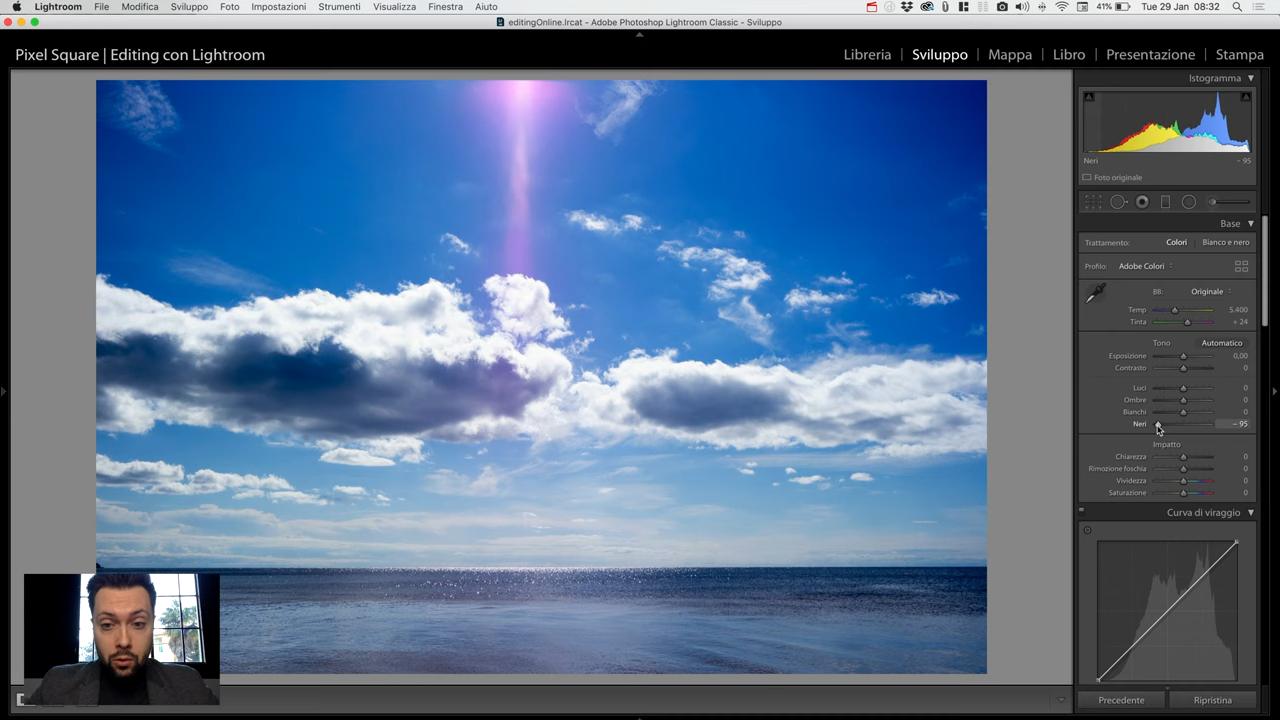 Lightroom File Modifica Sviluppo Foto Impostazioni Strumenti Visualizza Finestra Aiuto 41% Tue 29 Jan 08:32
editingOnline.lrcat - Adobe Photoshop Lightroom Classic - Sviluppo
Pixel Square | Editing con Lightroom Libreria Sviluppo Mappa Libro Presentazione Stampa
Istogramma
Neri - 95
Foto originale
Base
Trattamento: Colori Bianco e nero
Profilo: Adobe Colori
BB: Originale
Temp 5.400
Tinta + 24
Tono Automatico
Esposizione 0,00
Contrasto 0
Luci 0
Ombre 0
Bianchi 0
Neri - 95
Impatto
Chiarezza 0
Rimozione foschia 0
Vividezza 0
Saturazione 0
Curva di viraggio
Precedente Ripristina